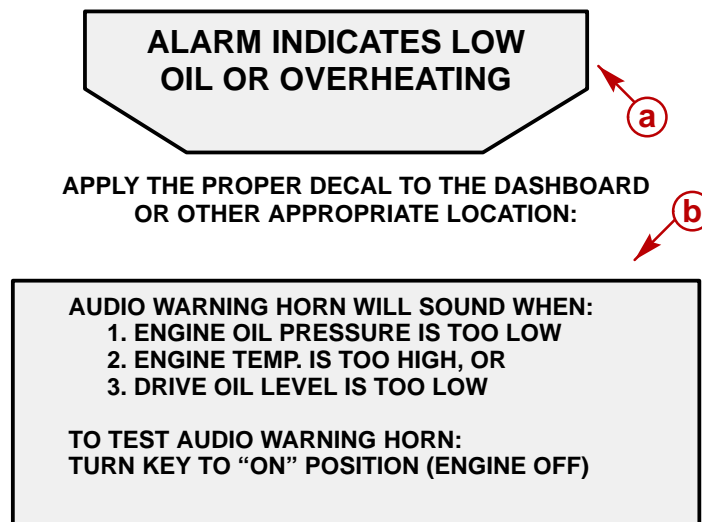 ALARM INDICATES LOW
OIL OR OVERHEATING
a
APPLY THE PROPER DECAL TO THE DASHBOARD
OR OTHER APPROPRIATE LOCATION:
b
AUDIO WARNING HORN WILL SOUND WHEN:
1. ENGINE OIL PRESSURE IS TOO LOW
2. ENGINE TEMP. IS TOO HIGH, OR
3. DRIVE OIL LEVEL IS TOO LOW
TO TEST AUDIO WARNING HORN:
TURN KEY TO “ON” POSITION (ENGINE OFF)